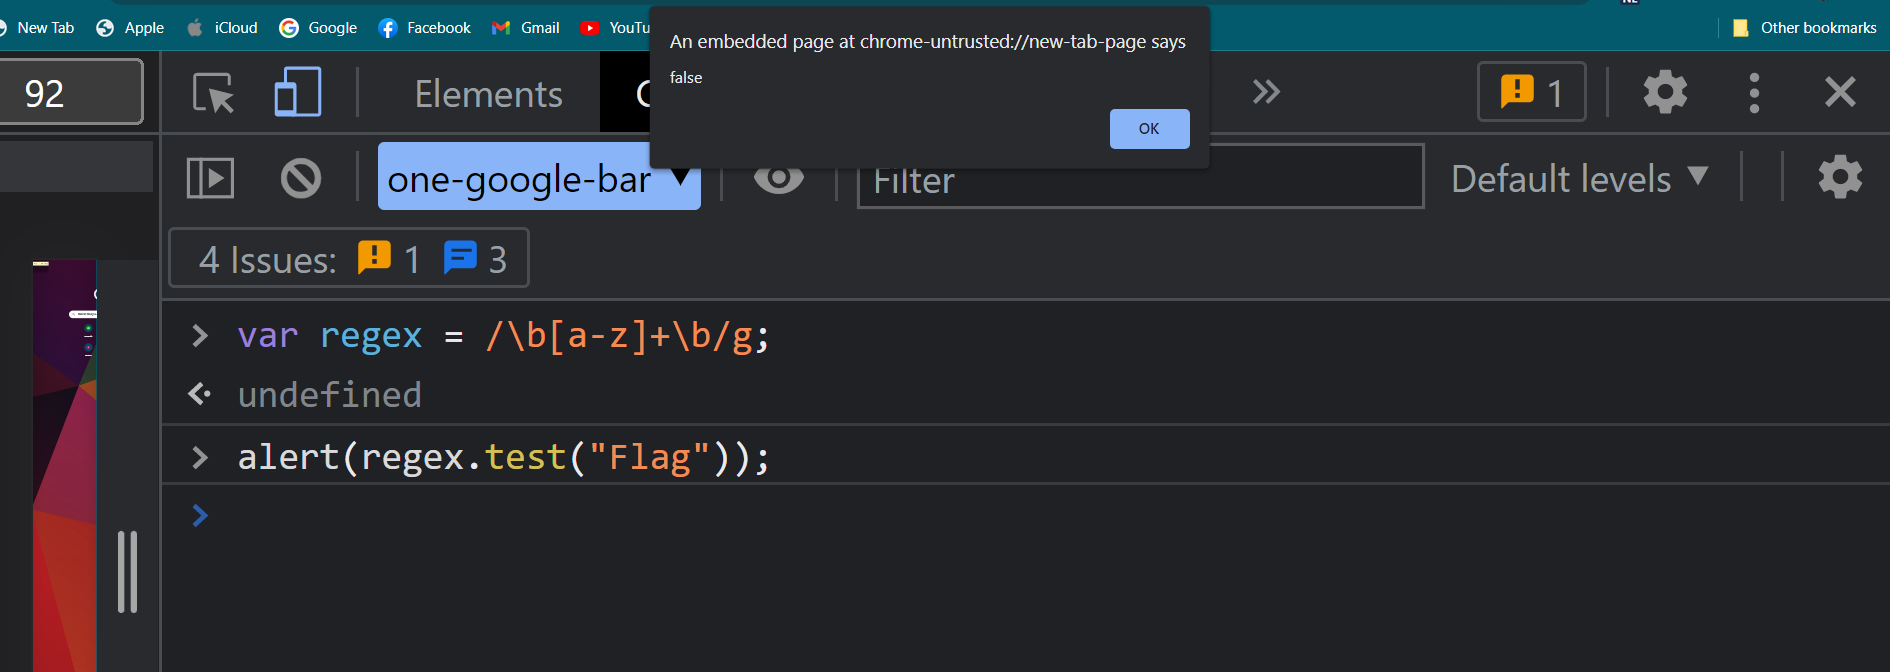 New Tab Apple iCloud Google Facebook Gmail Other bookmarks
An embedded page at chrome-untrusted://new-tab-page says
false
OK
92 Elements 1
one-google-bar Filter Default levels
4 Issues: 1 3
> var regex = /\b[a-z]+\b/g;
undefined
> alert(regex.test("Flag"));
>